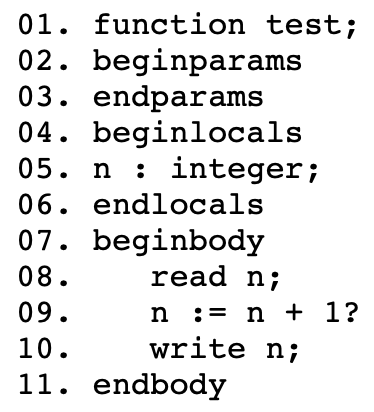 01. function test;
02. beginparams
03. endparams
04. beginlocals
05. n : integer;
06. endlocals
07. beginbody
08.    read n;
09.    n := n + 1?
10.    write n;
11. endbody